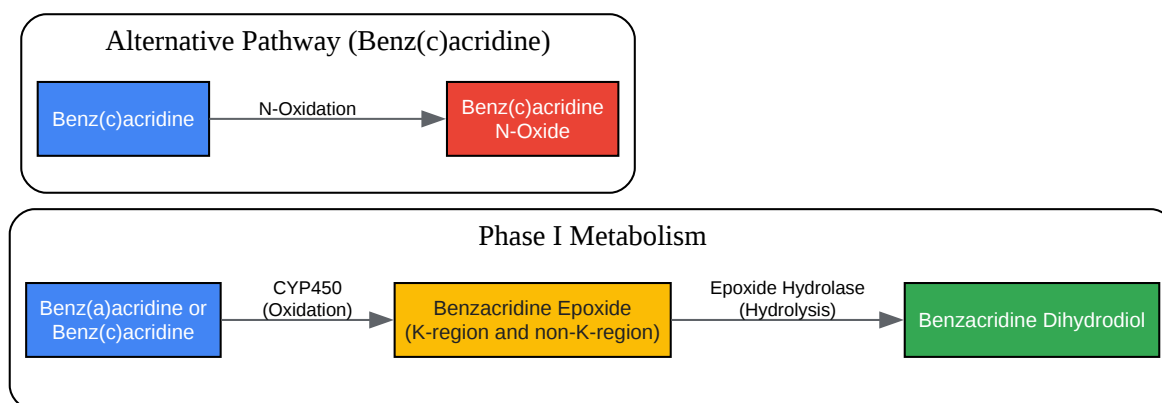 Alternative Pathway (Benz(c)acridine)
Benz(c)acridine
N-Oxidation
Benz(c)acridine
N-Oxide
Phase I Metabolism
Benz(a)acridine or
Benz(c)acridine
CYP450
(Oxidation)
Benzacridine Epoxide
(K-region and non-K-region)
Epoxide Hydrolase
(Hydrolysis)
Benzacridine Dihydrodiol